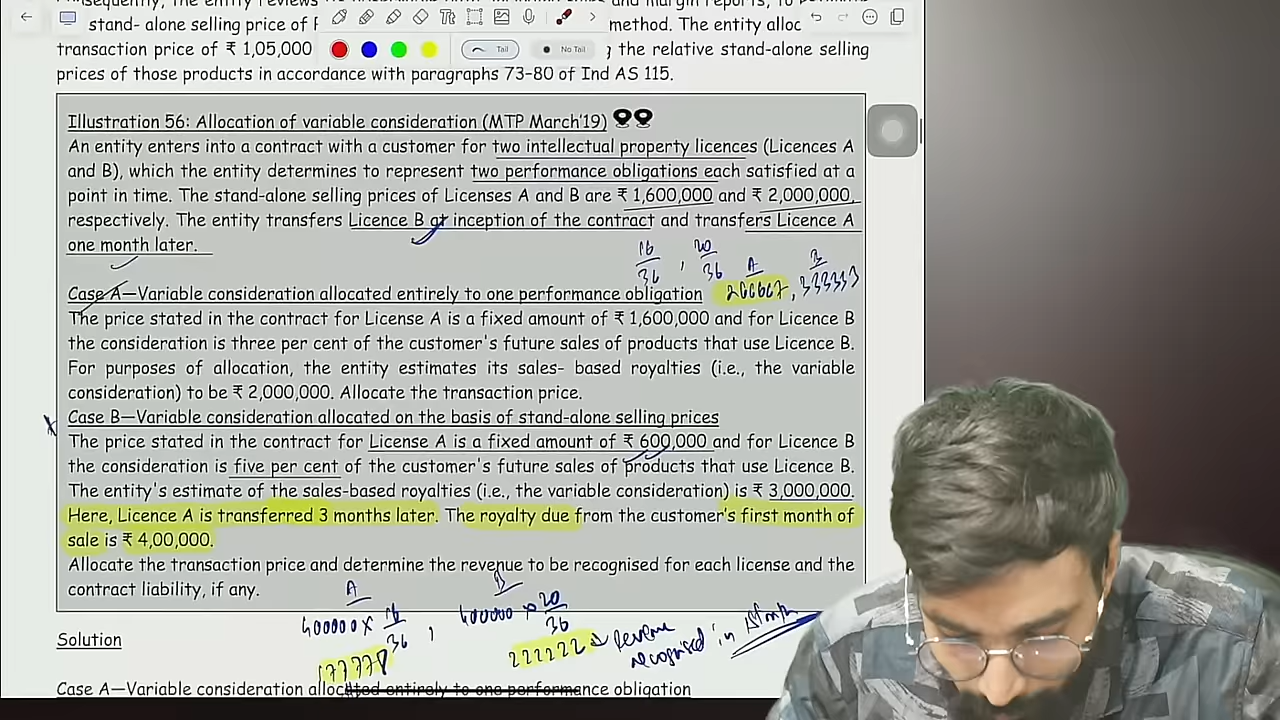 Consequently, the entity reviews
and margin reports, to
stand- alone selling price of
method. The entity alloc
transaction price of ₹ 1,05,000
Tail
No Tail
g the relative stand-alone selling
prices of those products in accordance with paragraphs 73-80 of Ind AS 115.
Illustration 56: Allocation of variable consideration (MTP March'19)
An entity enters into a contract with a customer for two intellectual property licences (Licences A
and B), which the entity determines to represent two performance obligations each satisfied at a
point in time. The stand-alone selling prices of Licenses A and B are ₹ 1,600,000 and ₹ 2,000,000,
respectively. The entity transfers Licence B at inception of the contract and transfers Licence A
one month later.
16/36 , 20/36
A B
Case A—Variable consideration allocated entirely to one performance obligation 266667, 333333
The price stated in the contract for License A is a fixed amount of ₹ 1,600,000 and for Licence B
the consideration is three per cent of the customer's future sales of products that use Licence B.
For purposes of allocation, the entity estimates its sales- based royalties (i.e., the variable
consideration) to be ₹ 2,000,000. Allocate the transaction price.
Case B—Variable consideration allocated on the basis of stand-alone selling prices
The price stated in the contract for License A is a fixed amount of ₹ 600,000 and for Licence B
the consideration is five per cent of the customer's future sales of products that use Licence B.
The entity's estimate of the sales-based royalties (i.e., the variable consideration) is ₹ 3,000,000.
Here, Licence A is transferred 3 months later. The royalty due from the customer's first month of
sale is ₹ 4,00,000.
Allocate the transaction price and determine the revenue to be recognised for each license and the
contract liability, if any.
A B
400000 x 16/36 , 400000 x 20/36
177778 222222 → revenue recognised in 1st mth
Solution
Case A—Variable consideration allocated entirely to one performance obligation